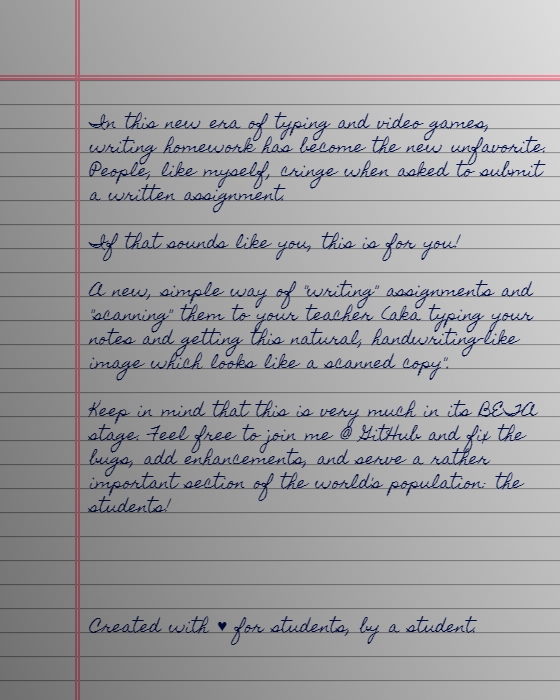 In this new era of typing and video games,
writing homework has become the new unfavorite.
People, like myself, cringe when asked to submit
a written assignment.
If that sounds like you, this is for you!
A new, simple way of "writing" assignments and
"scanning" them to your teacher (aka typing your
notes and getting this natural, handwriting-like
image which looks like a scanned copy".
Keep in mind that this is very much in its BETA
stage. Feel free to join me @ GitHub and fix the
bugs, add enhancements, and serve a rather
important section of the world's population: the
students!
Created with ♥ for students, by a student.